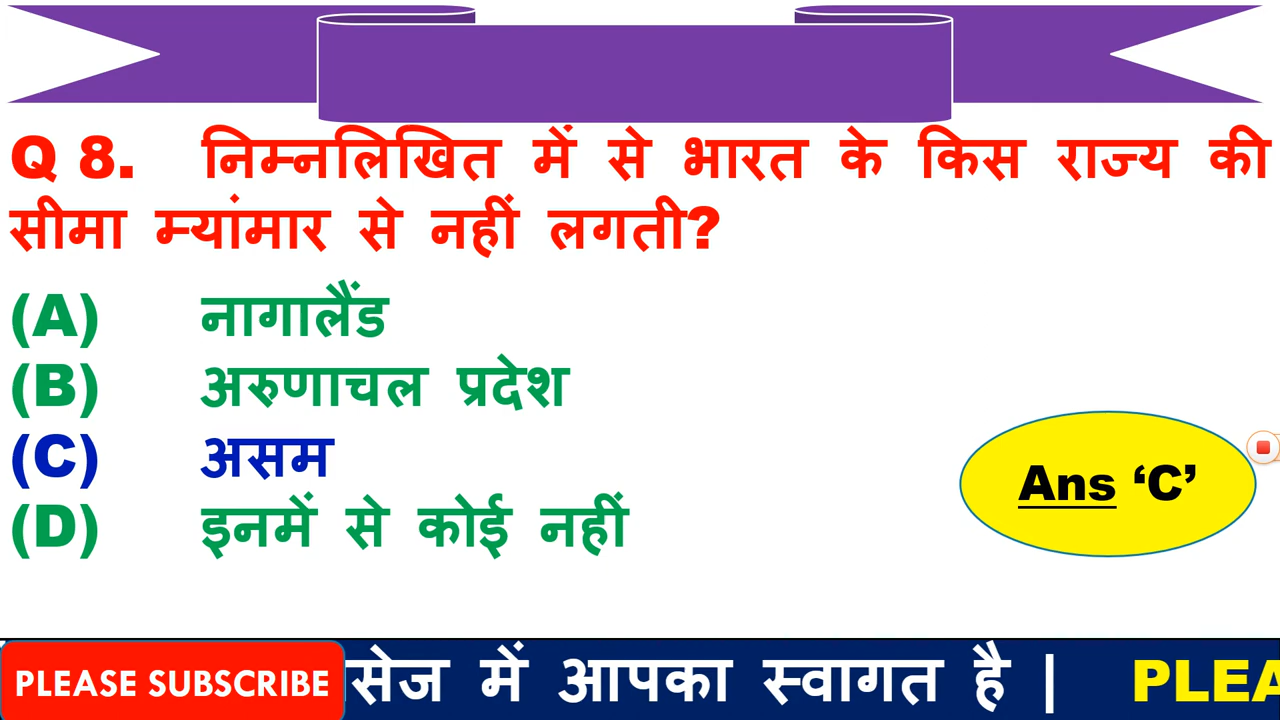 Q 8. निम्नलिखित में से भारत के किस राज्य की
सीमा म्यांमार से नहीं लगती?
(A) नागालैंड
(B) अरुणाचल प्रदेश
(C) असम
(D) इनमें से कोई नहीं
Ans ‘C’
PLEASE SUBSCRIBE
सेज में आपका स्वागत है | PLEA